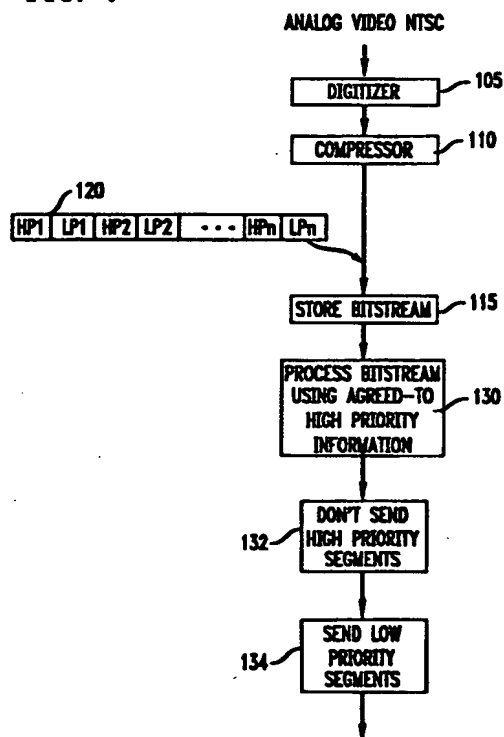 ANALOG VIDEO NTSC
DIGITIZER
105
COMPRESSOR
110
120
HP1 LP1 HP2 LP2 ... HPn LPn
STORE BITSTREAM
115
PROCESS BITSTREAM
USING AGREED-TO
HIGH PRIORITY
INFORMATION
130
DON'T SEND
HIGH PRIORITY
SEGMENTS
132
SEND LOW
PRIORITY
SEGMENTS
134